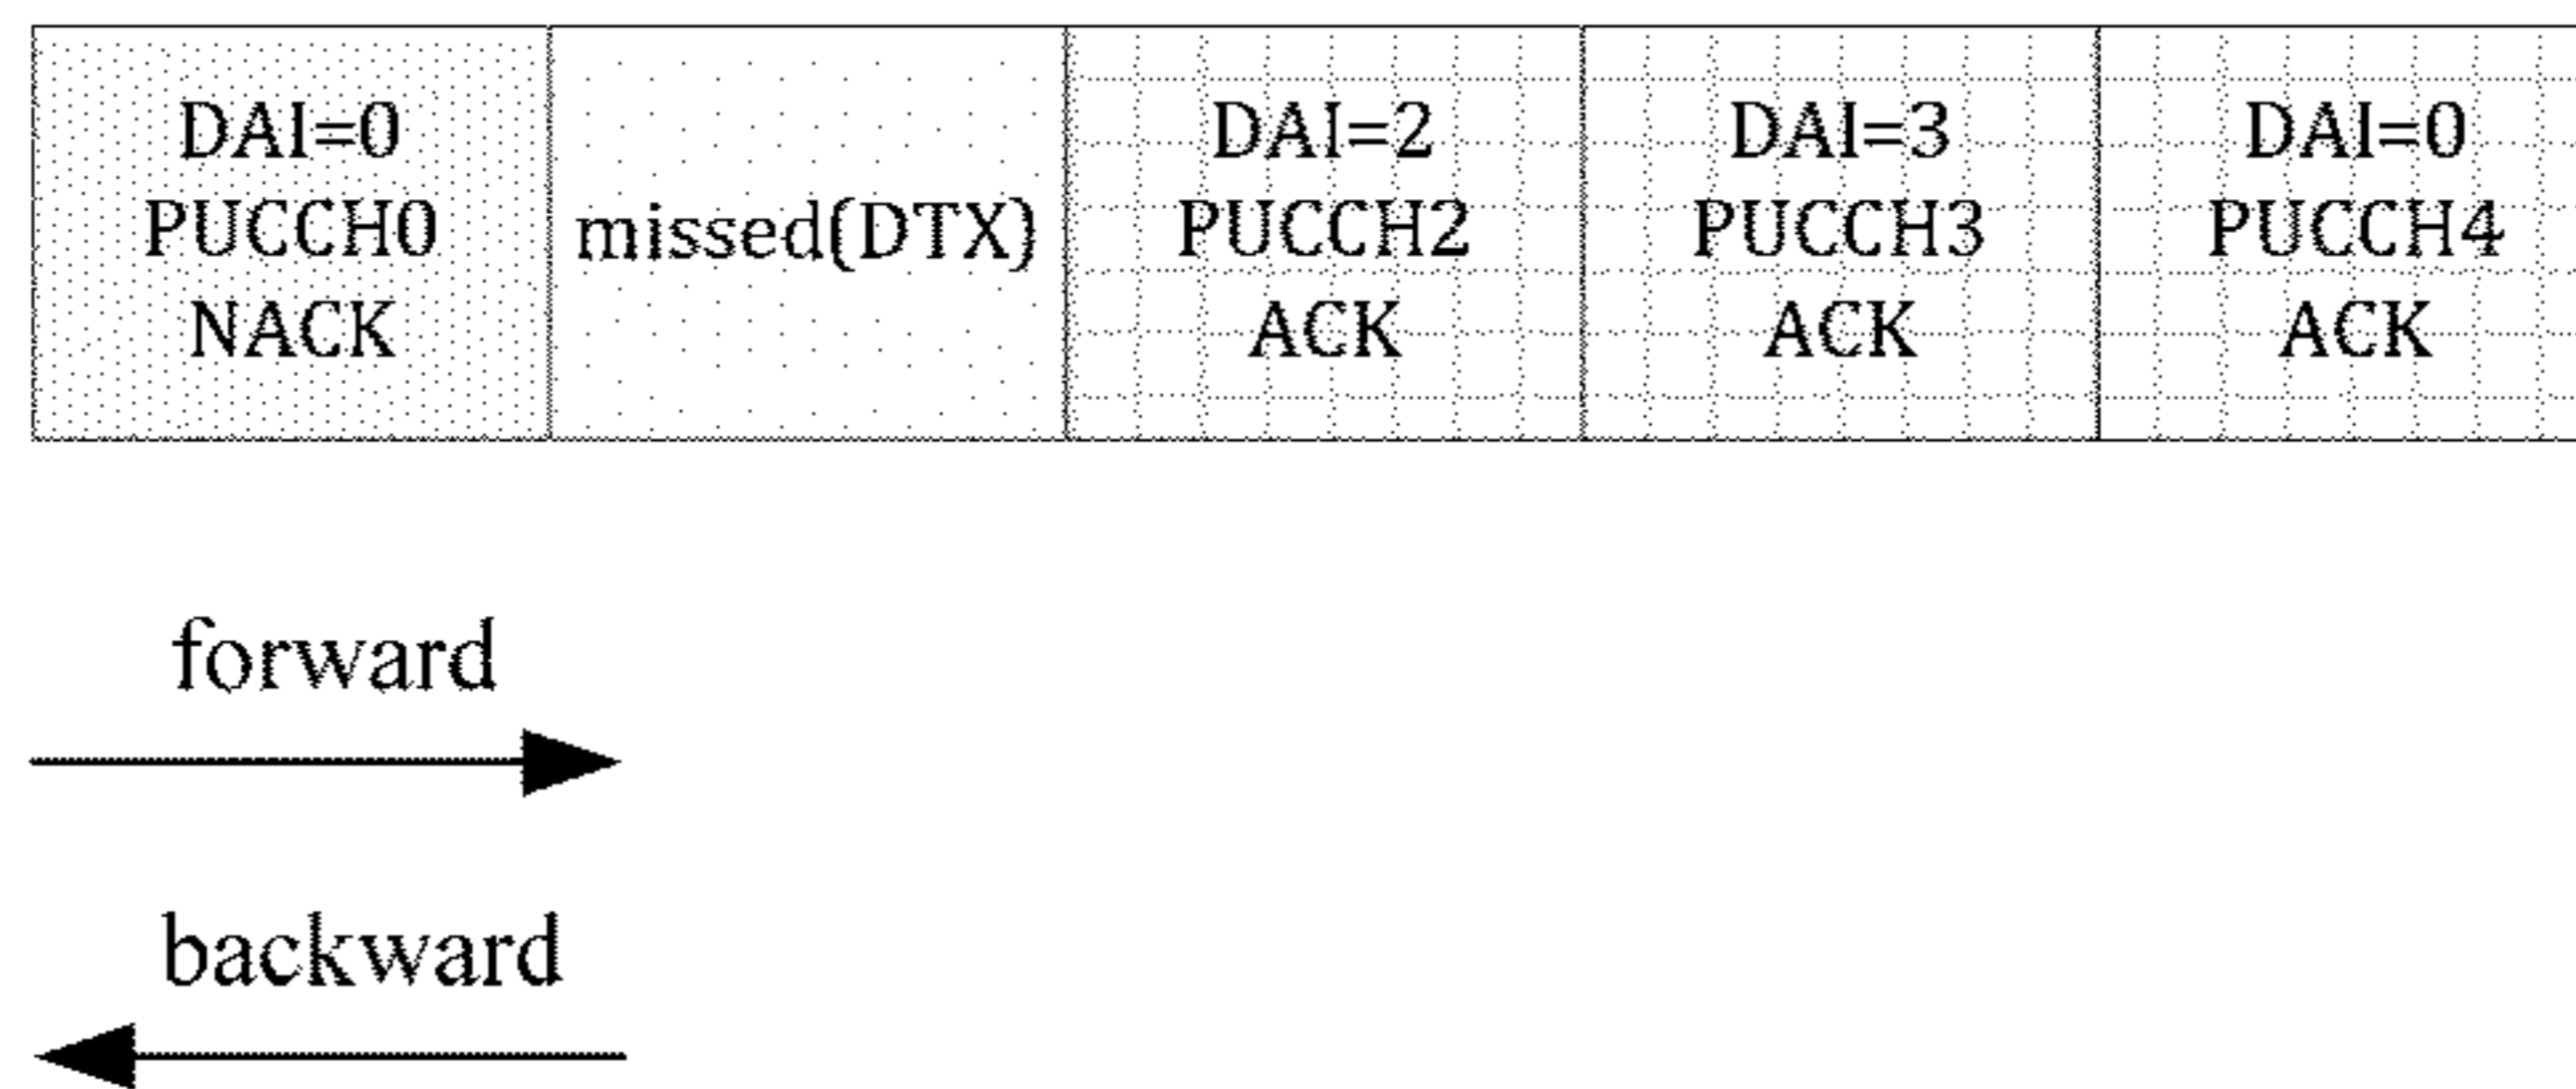 DAI=0
PUCCH0
NACK
missed(DTX)
DAI=2
PUCCH2
ACK
DAI=3
PUCCH3
ACK
DAI=0
PUCCH4
ACK
forward
backward